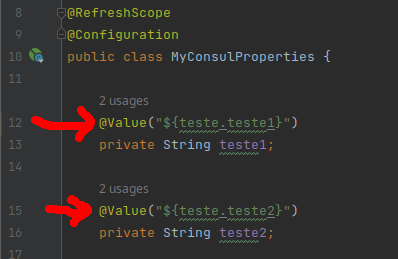 8 @RefreshScope
9 @Configuration
10 public class MyConsulProperties {
11
2 usages
12 @Value("${teste.teste1}")
13 private String teste1;
14
2 usages
15 @Value("${teste.teste2}")
16 private String teste2;
17